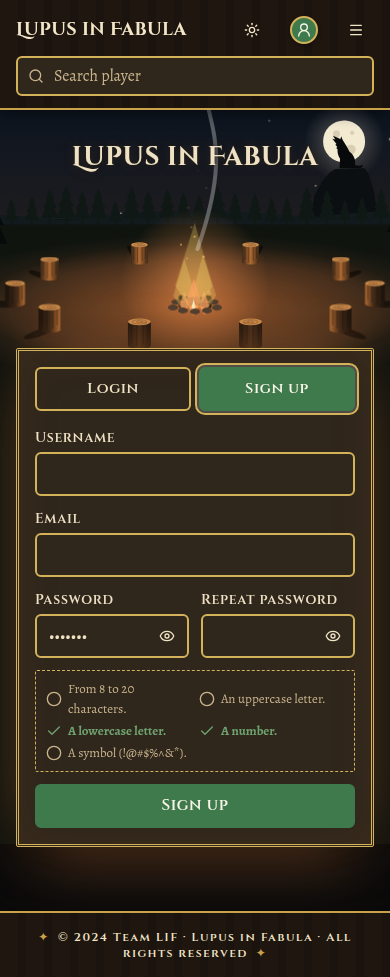 Lupus in Fabula
Search player
Lupus in Fabula
Login
Sign up
Username
Email
Password
Repeat password
•••••••
From 8 to 20
characters.
An uppercase letter.
A lowercase letter.
A number.
A symbol (!@#$%^&*).
Sign up
✦ © 2024 Team LIF · Lupus in Fabula · All
rights reserved ✦